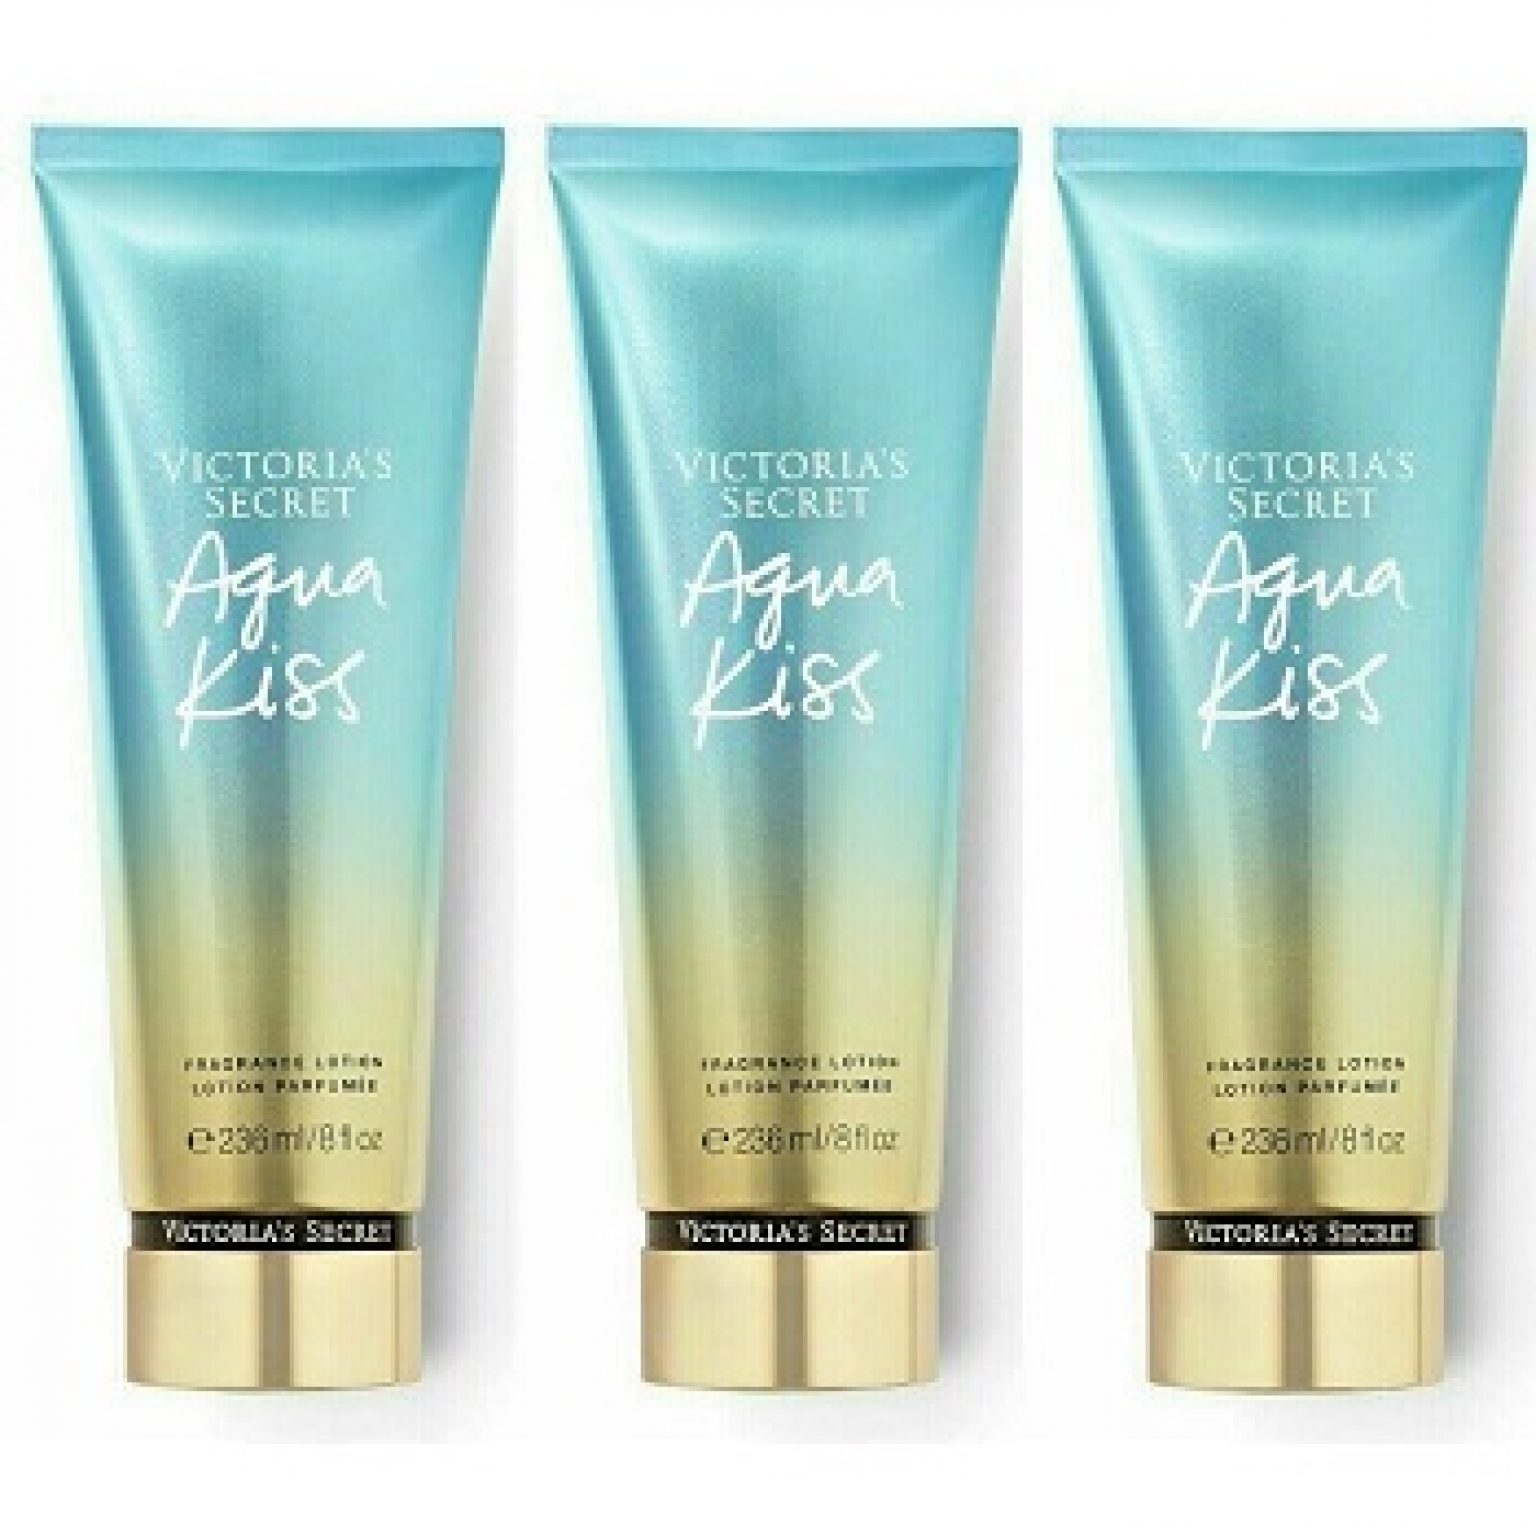 VICTORIA'S
SECRET
Aqua
Kiss
FRAGRANCE LOTION
LOTION PARFUMÉE
℮236 ml/8 fl oz
VICTORIA'S SECRET
VICTORIA'S
SECRET
Aqua
Kiss
FRAGRANCE LOTION
LOTION PARFUMÉE
℮236 ml/8 fl oz
VICTORIA'S SECRET
VICTORIA'S
SECRET
Aqua
Kiss
FRAGRANCE LOTION
LOTION PARFUMÉE
℮236 ml/8 fl oz
VICTORIA'S SECRET